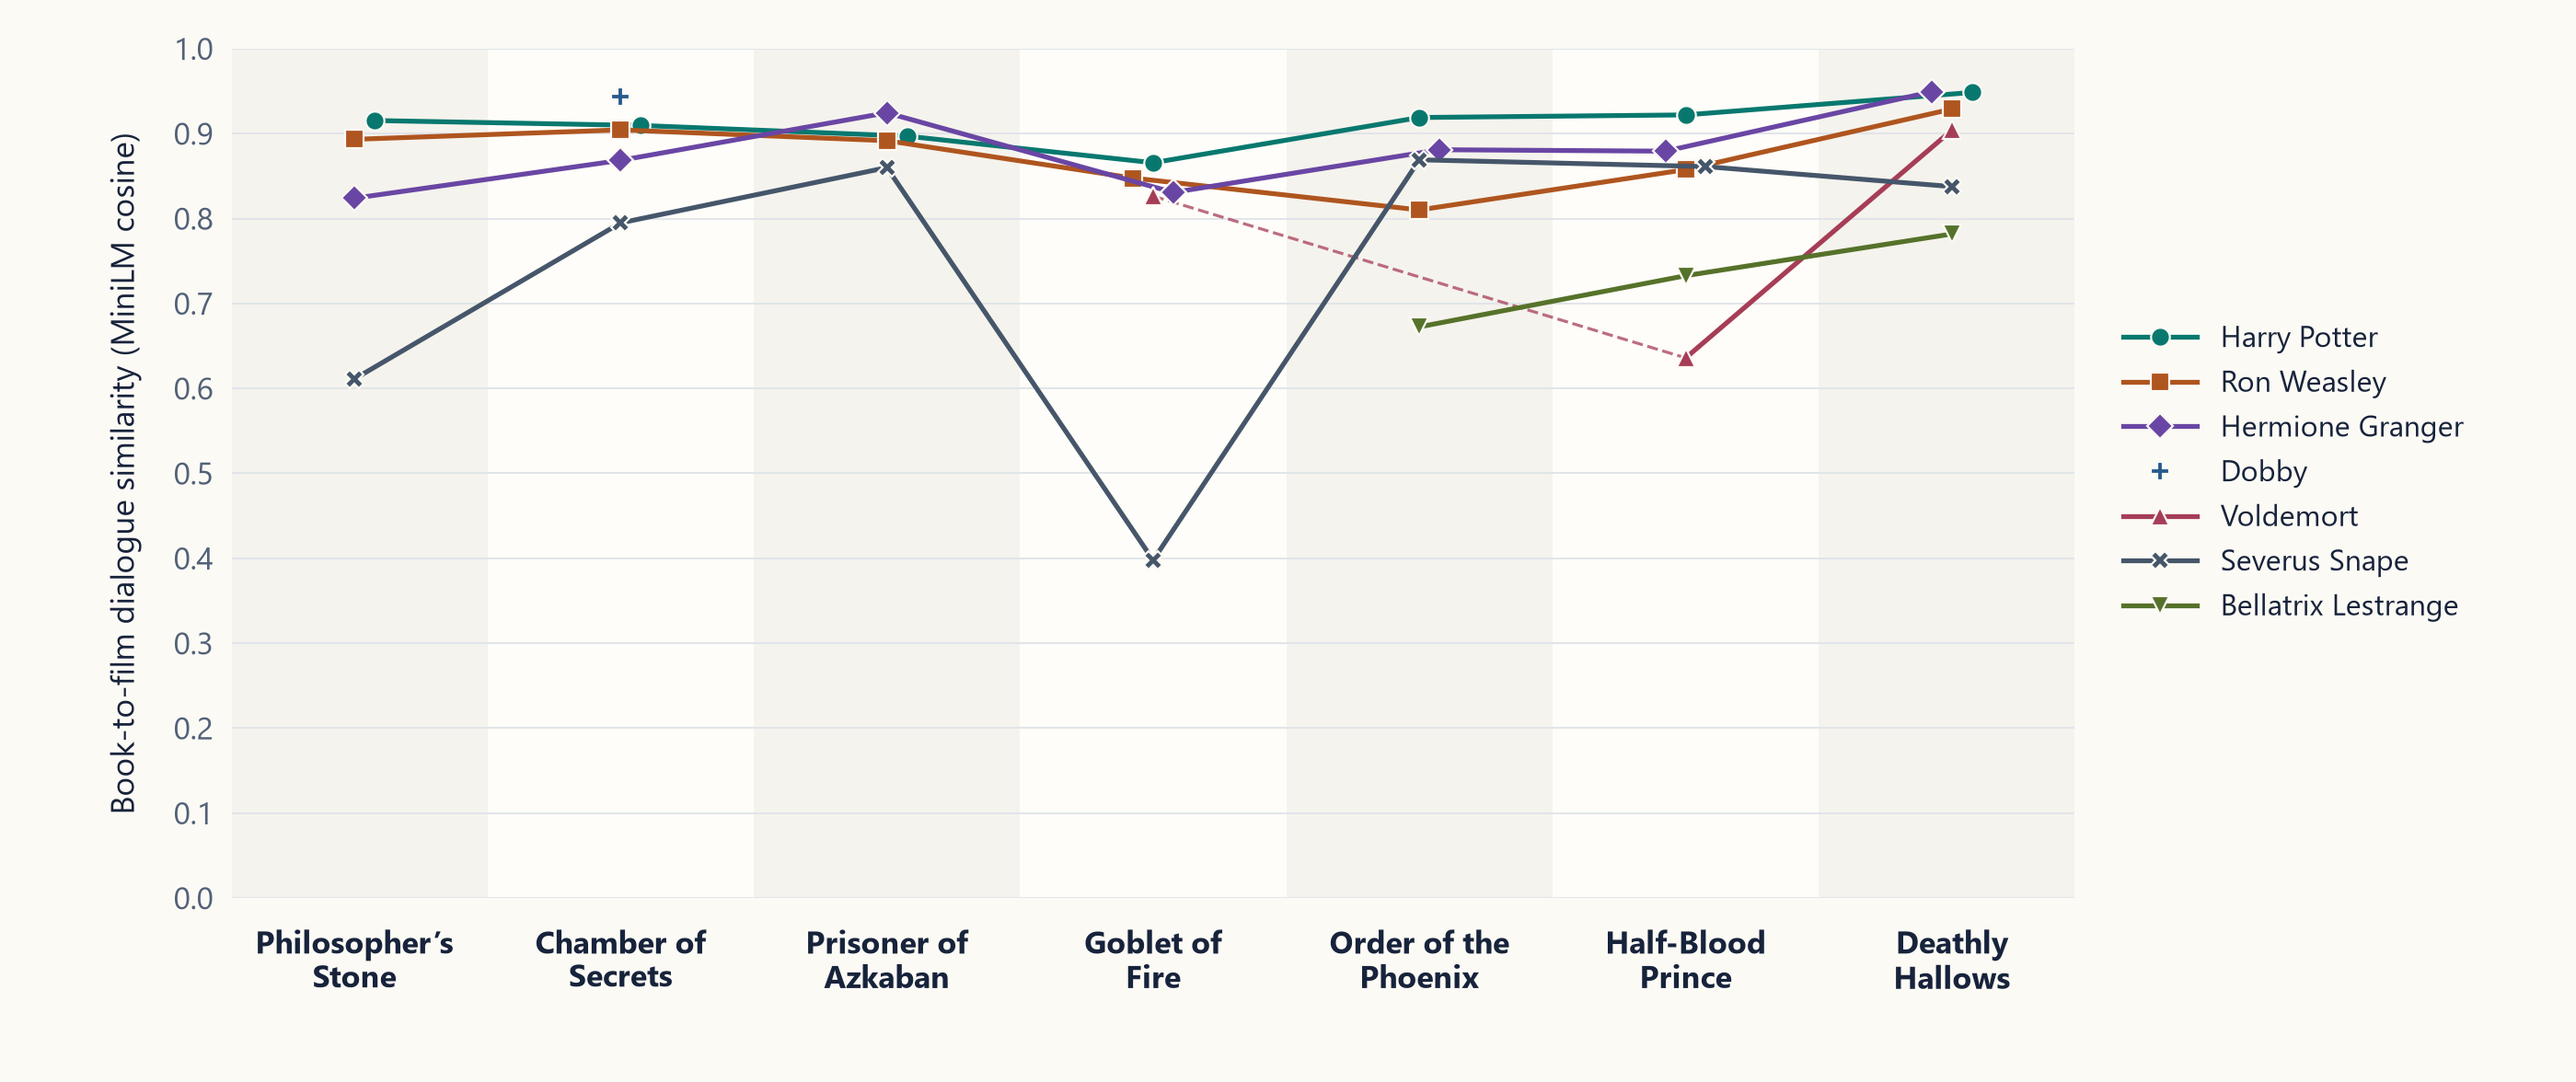 Book-to-film dialogue similarity (MiniLM cosine)
1.0
0.9
0.8
0.7
0.6
0.5
0.4
0.3
0.2
0.1
0.0
Philosopher’s
Stone
Chamber of
Secrets
Prisoner of
Azkaban
Goblet of
Fire
Order of the
Phoenix
Half-Blood
Prince
Deathly
Hallows
Harry Potter
Ron Weasley
Hermione Granger
Dobby
Voldemort
Severus Snape
Bellatrix Lestrange